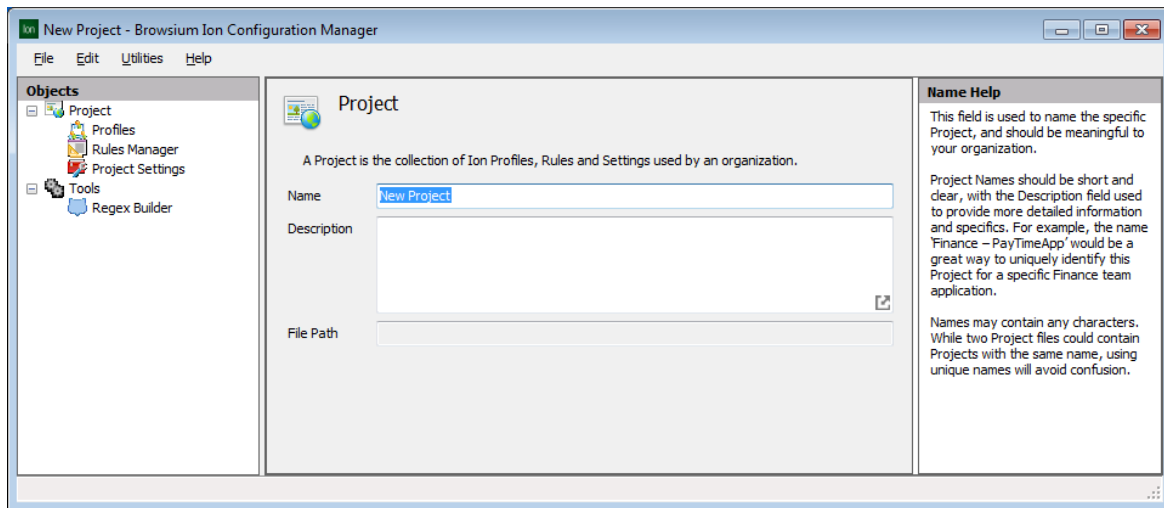 Ion New Project - Browsium Ion Configuration Manager
File Edit Utilities Help
Objects
Project
Profiles
Rules Manager
Project Settings
Tools
Regex Builder
Project
A Project is the collection of Ion Profiles, Rules and Settings used by an organization.
Name New Project
Description
File Path
Name Help
This field is used to name the specific
Project, and should be meaningful to
your organization.
Project Names should be short and
clear, with the Description field used
to provide more detailed information
and specifics. For example, the name
'Finance – PayTimeApp' would be a
great way to uniquely identify this
Project for a specific Finance team
application.
Names may contain any characters.
While two Project files could contain
Projects with the same name, using
unique names will avoid confusion.